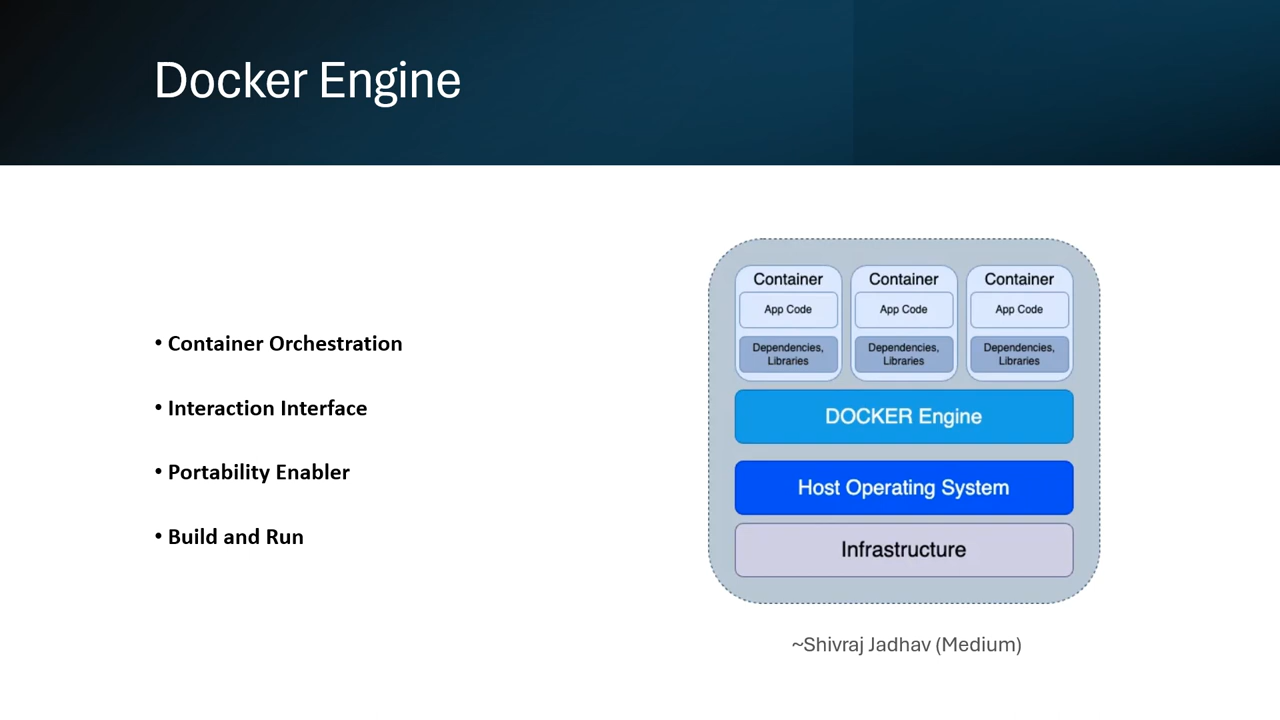 Docker Engine
• Container Orchestration
• Interaction Interface
• Portability Enabler
• Build and Run
Container
App Code
Dependencies,
Libraries
Container
App Code
Dependencies,
Libraries
Container
App Code
Dependencies,
Libraries
DOCKER Engine
Host Operating System
Infrastructure
~Shivraj Jadhav (Medium)